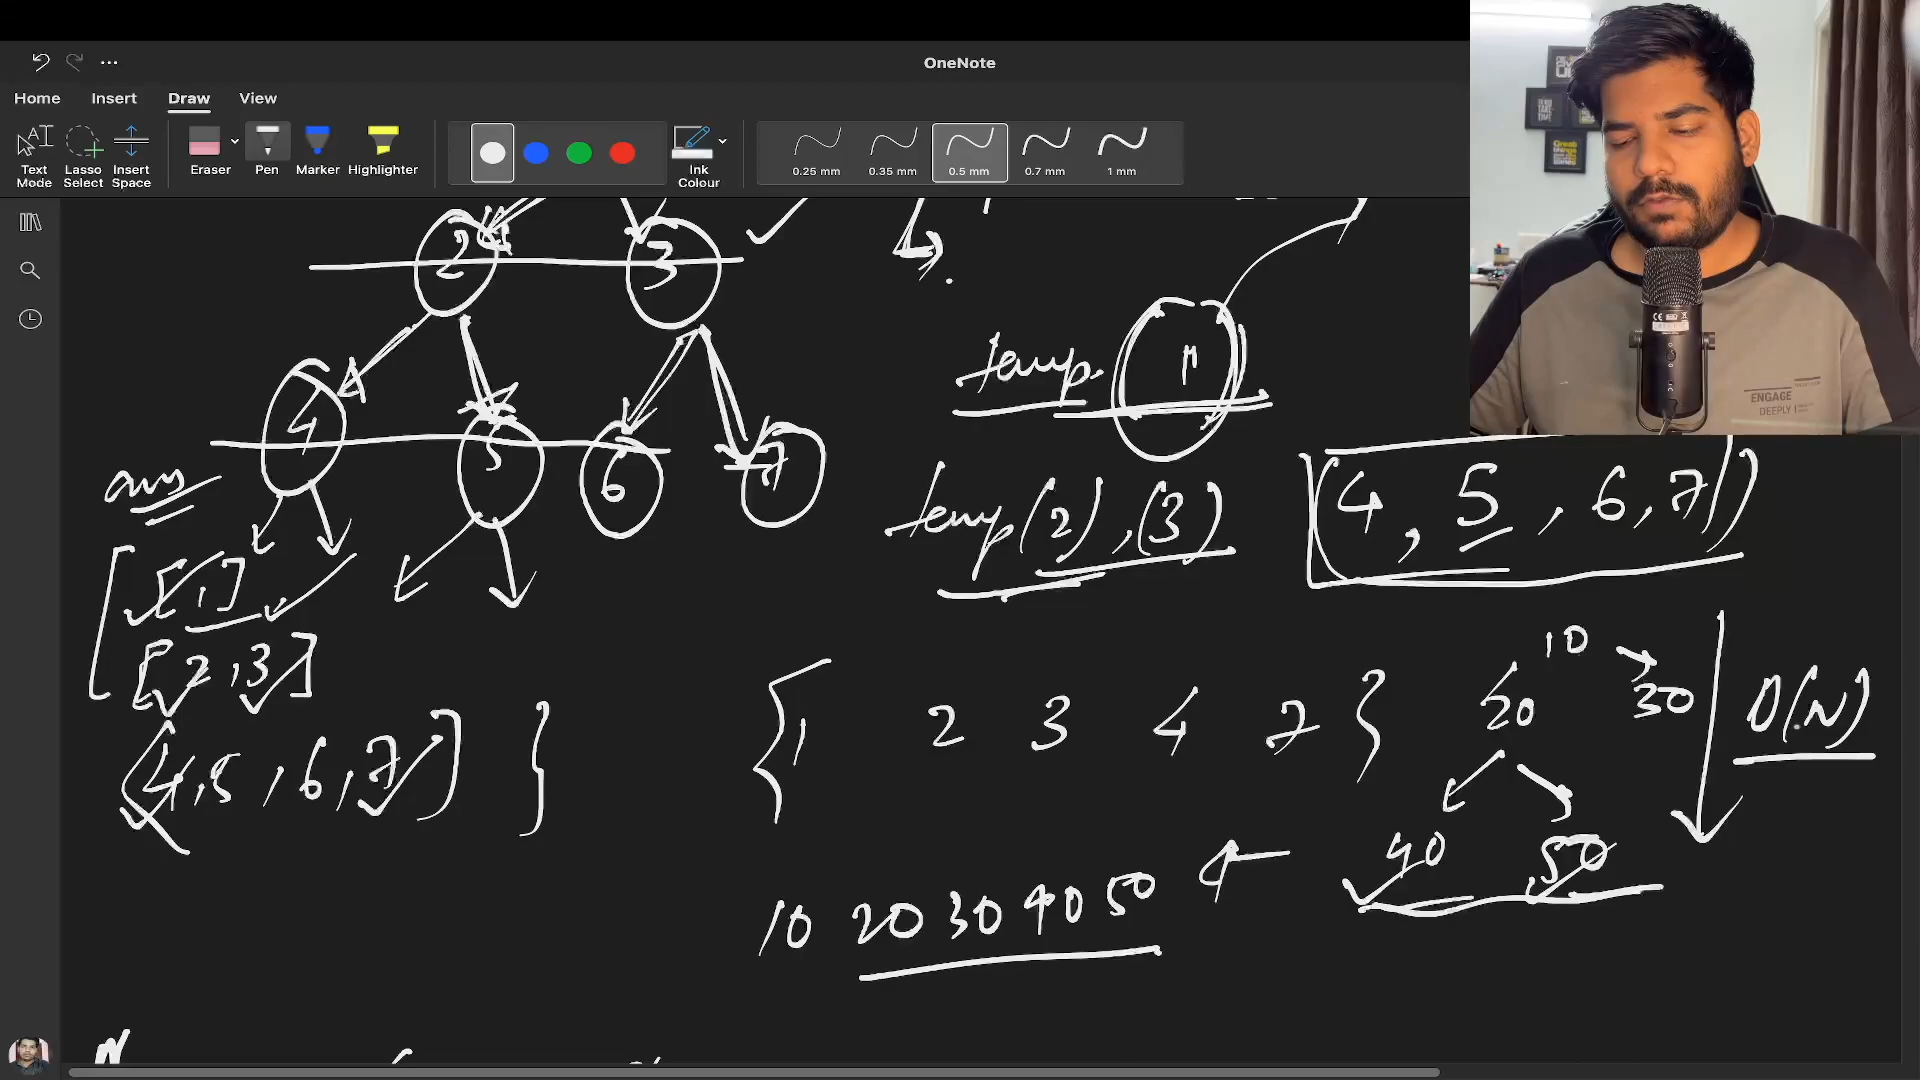 OneNote
Home Insert Draw View
Text Mode
Lasso Select
Insert Space
Eraser
Pen
Marker
Highlighter
Ink Colour
0.25 mm
0.35 mm
0.5 mm
0.7 mm
1 mm
ENGAGE
DEEPLY
2 3
temp.
4 5 6 7
ans
temp (2), (3)
(4, 5, 6, 7)
[ [1]
[2, 3]
(4, 5, 6, 7] }
{ 1 2 3 4 7 }
10
20 30
40 50
O(N)
10 20 30 40 50